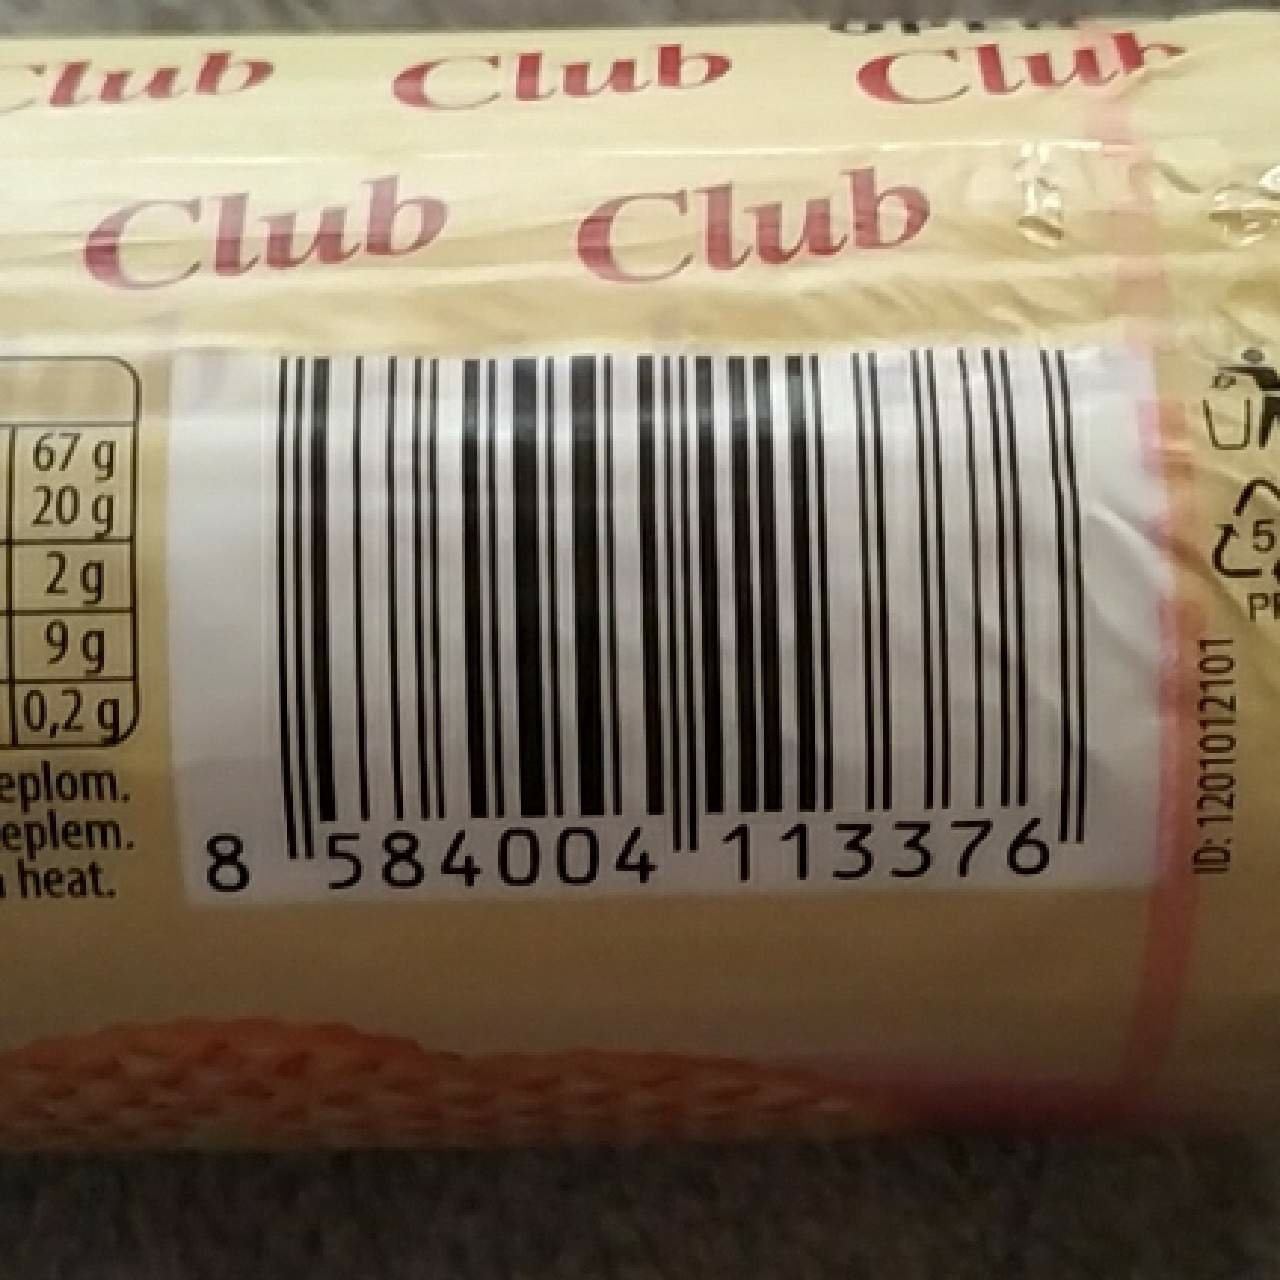 Club Club Club
Club Club
67 g
20 g
2 g
9 g
0,2 g
eplom.
eplem.
heat.
8 584004 113376
5
ID: 1201012101